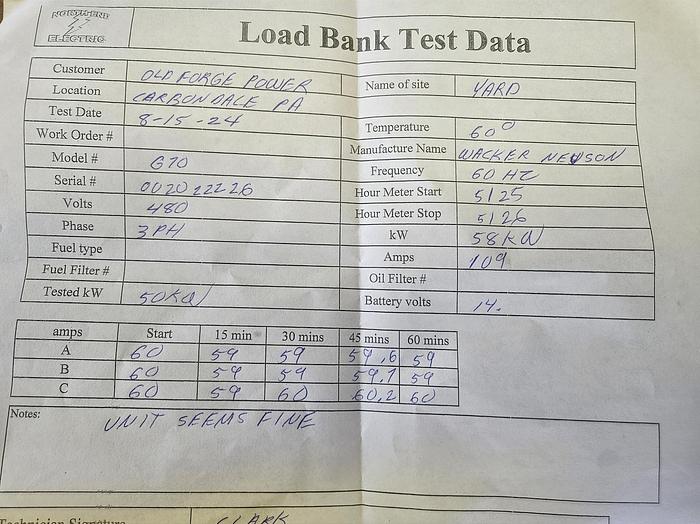 NORTH END
ELECTRIC
Load Bank Test Data
Customer OLD FORGE POWER Name of site YARD
Location CARBONDALE PA
Test Date 8-15-24 Temperature 60°
Work Order # Manufacture Name WACKER NEUSON
Model # G70 Frequency 60 HZ
Serial # 0020122226 Hour Meter Start 5125
Volts 480 Hour Meter Stop 5126
Phase 3PH kW 58KW
Fuel type Amps 109
Fuel Filter # Oil Filter #
Tested kW 50KW Battery volts 14.
amps Start 15 min 30 mins 45 mins 60 mins
A 60 59 59 59.6 59
B 60 59 59 59.7 59
C 60 59 60 60.2 60
Notes: UNIT SEEMS FINE
Technician Signature CLARK